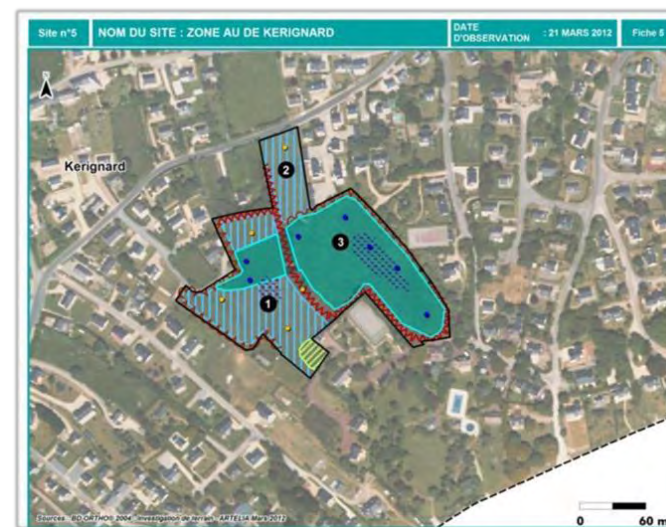 Site n°5
NOM DU SITE : ZONE AU DE KERIGNARD
DATE
D'OBSERVATION : 21 MARS 2012
Fiche 5
Kerignard
2
3
1
Sources : BD ORTHO® 2004 - Investigation de terrain - ARTELIA Mars 2012
0 60 m